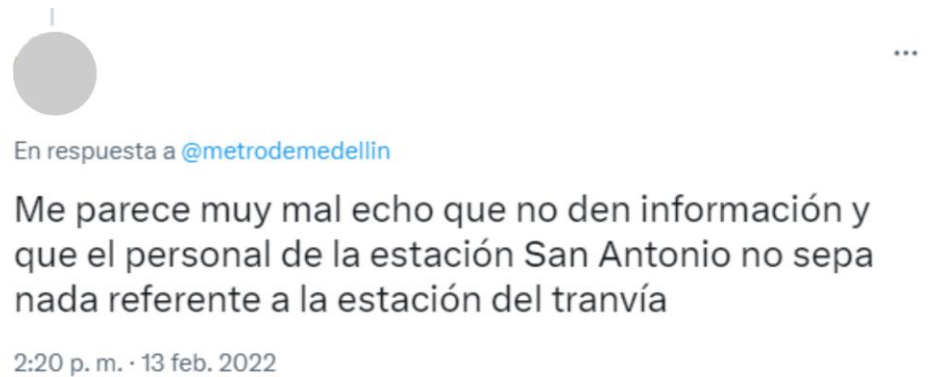 En respuesta a @metrodemedellin
Me parece muy mal echo que no den información y
que el personal de la estación San Antonio no sepa
nada referente a la estación del tranvía
2:20 p. m. · 13 feb. 2022